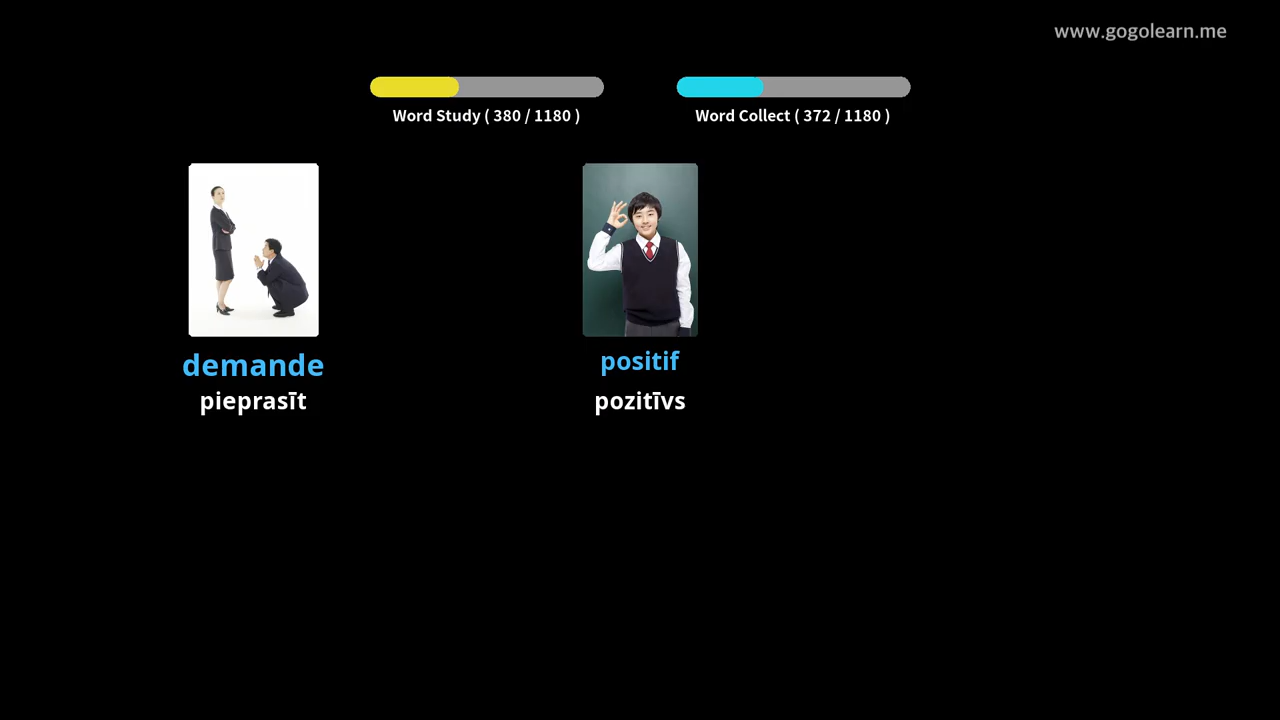 www.gogolearn.me
Word Study ( 380 / 1180 )
Word Collect ( 372 / 1180 )
demande
pieprasīt
positif
pozitīvs